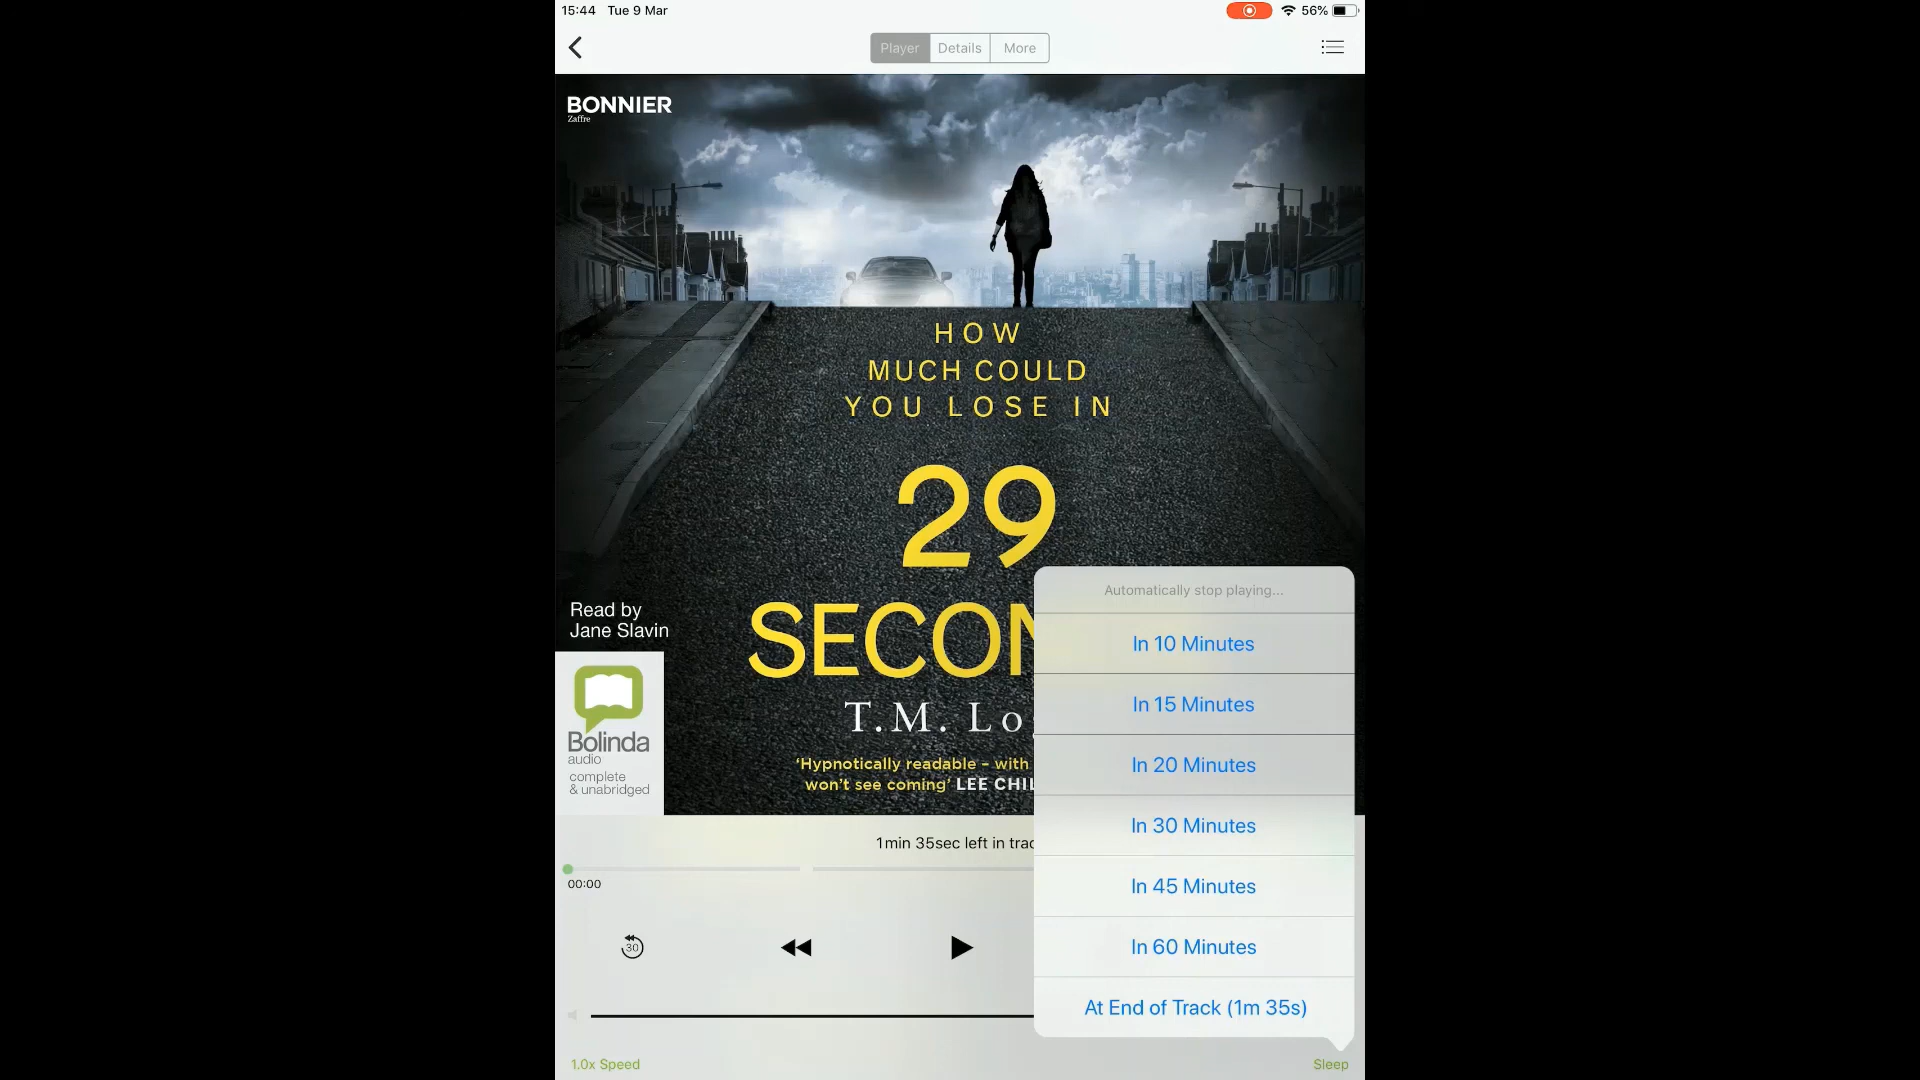 15:44 Tue 9 Mar
56%
Player Details More
BONNIER
Zaffre
HOW
MUCH COULD
YOU LOSE IN
29
SECON
T.M. Lo
Read by
Jane Slavin
Bolinda
audio
complete
& unabridged
'Hypnotically readable – with
won't see coming' LEE CHIL
Automatically stop playing...
In 10 Minutes
In 15 Minutes
In 20 Minutes
In 30 Minutes
In 45 Minutes
In 60 Minutes
At End of Track (1m 35s)
1min 35sec left in trac
00:00
30
1.0x Speed
Sleep